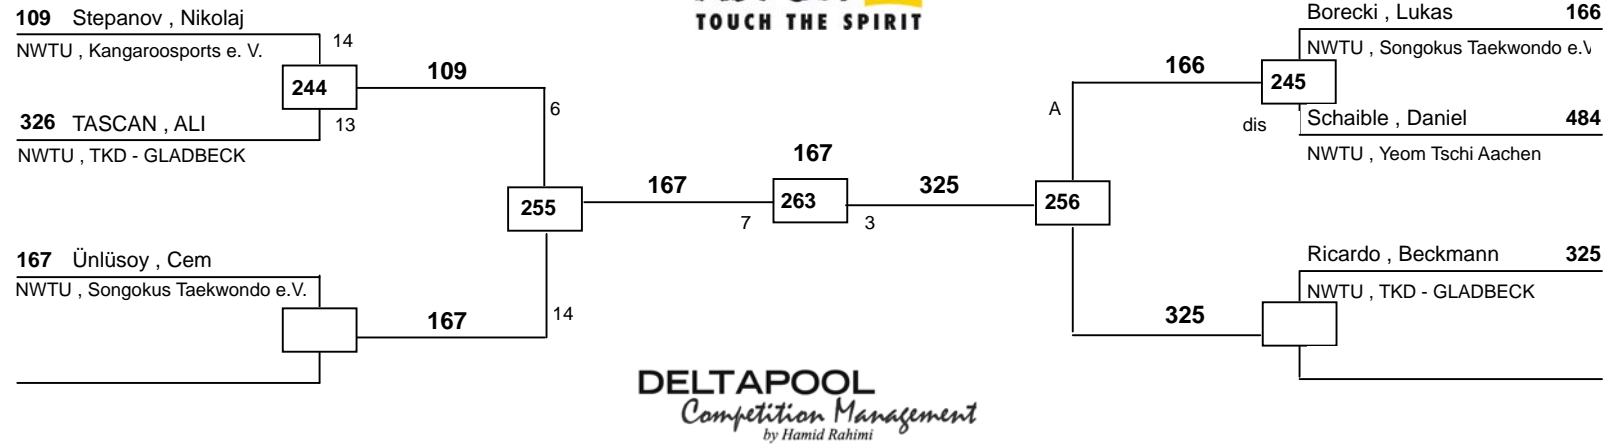 TOUCH THE SPIRIT
109 Stepanov , Nikolaj
NWTU , Kangaroosports e. V.
14
244
109
6
326 TASCAN , ALI
13
NWTU , TKD - GLADBECK
255
167
7
167 Ünlüsoy , Cem
NWTU , Songokus Taekwondo e.V.
167
14
167
263
325
3
Borecki , Lukas 166
NWTU , Songokus Taekwondo e.V
166
245
A
dis
Schaible , Daniel 484
NWTU , Yeom Tschi Aachen
256
Ricardo , Beckmann 325
NWTU , TKD - GLADBECK
325
DELTAPOOL
Competition Management
by Hamid Rahimi